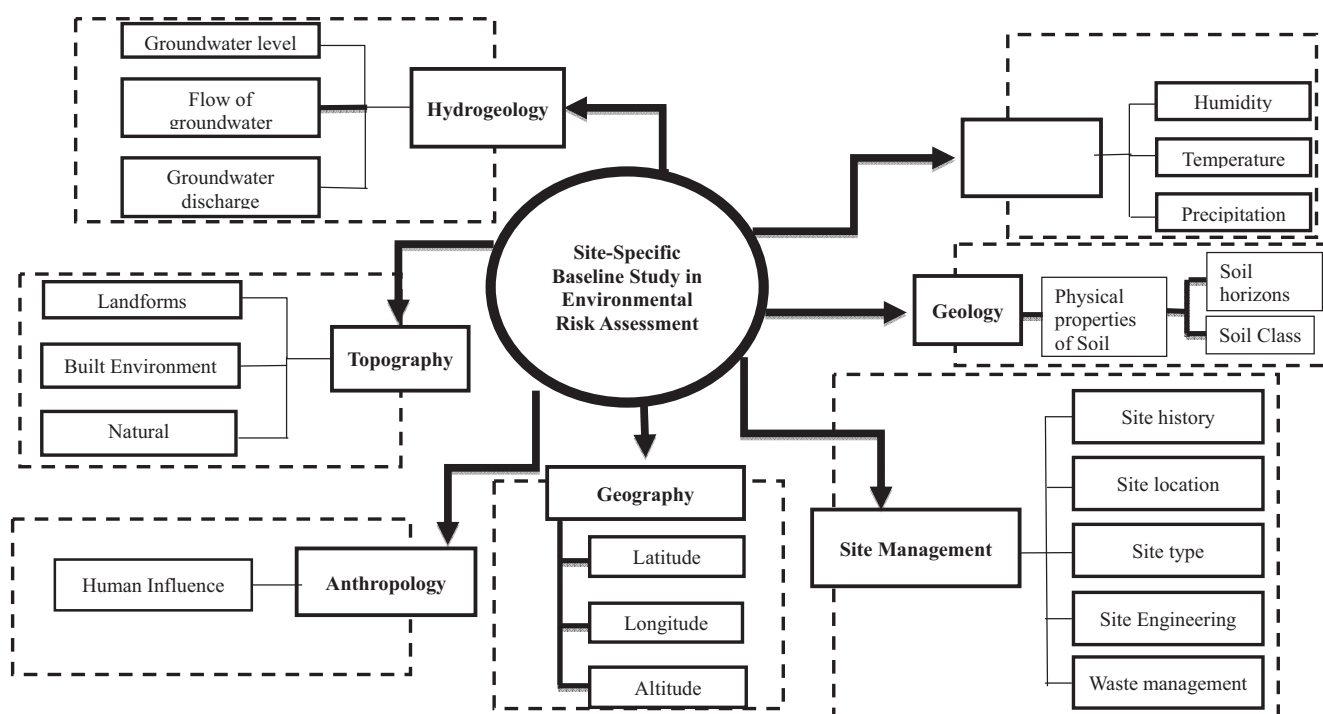 Groundwater level
Flow of
groundwater
Groundwater
discharge
Hydrogeology
Humidity
Temperature
Precipitation
Site-Specific
Baseline Study in
Environmental
Risk Assessment
Landforms
Built Environment
Natural
Topography
Geology
Physical
properties
of Soil
Soil
horizons
Soil Class
Human Influence
Anthropology
Geography
Latitude
Longitude
Altitude
Site Management
Site history
Site location
Site type
Site Engineering
Waste management